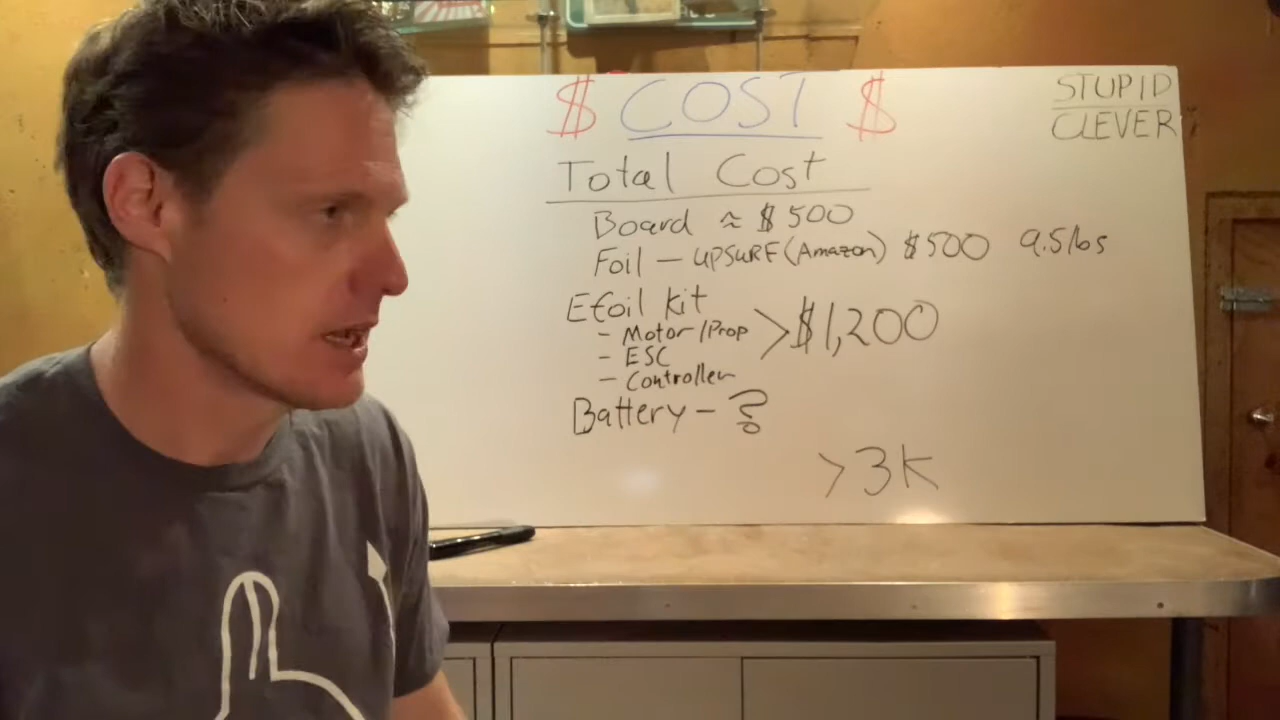 $ COST $
STUPID
CLEVER
Total Cost
Board ≈ $500
Foil — UPSURF (Amazon) $500 9.5lbs
Efoil kit
- Motor/Prop >$1,200
- ESC
- Controller
Battery - ?
>3K